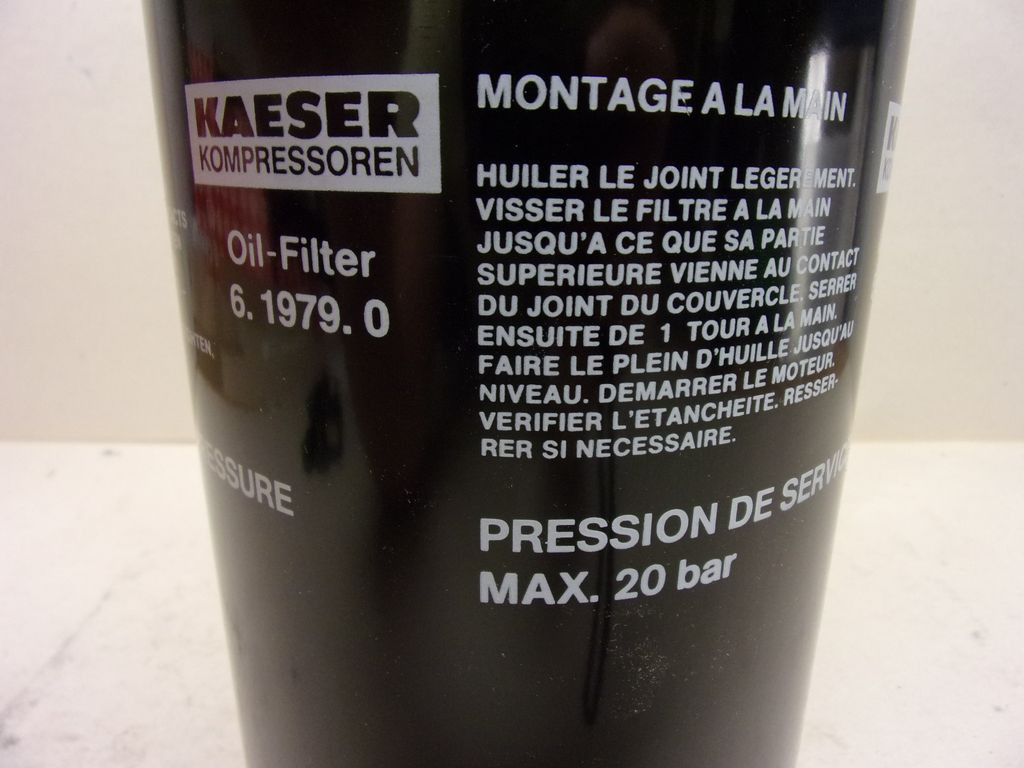 KAESER
KOMPRESSOREN
Oil-Filter
6.1979.0
MONTAGE A LA MAIN
HUILER LE JOINT LEGEREMENT.
VISSER LE FILTRE A LA MAIN
JUSQU'A CE QUE SA PARTIE
SUPERIEURE VIENNE AU CONTACT
DU JOINT DU COUVERCLE. SERRER
ENSUITE DE 1 TOUR A LA MAIN.
FAIRE LE PLEIN D'HUILLE JUSQU'AU
NIVEAU. DEMARRER LE MOTEUR.
VERIFIER L'ETANCHEITE. RESSER-
RER SI NECESSAIRE.
PRESSION DE SERVIC
MAX. 20 bar
ESSURE